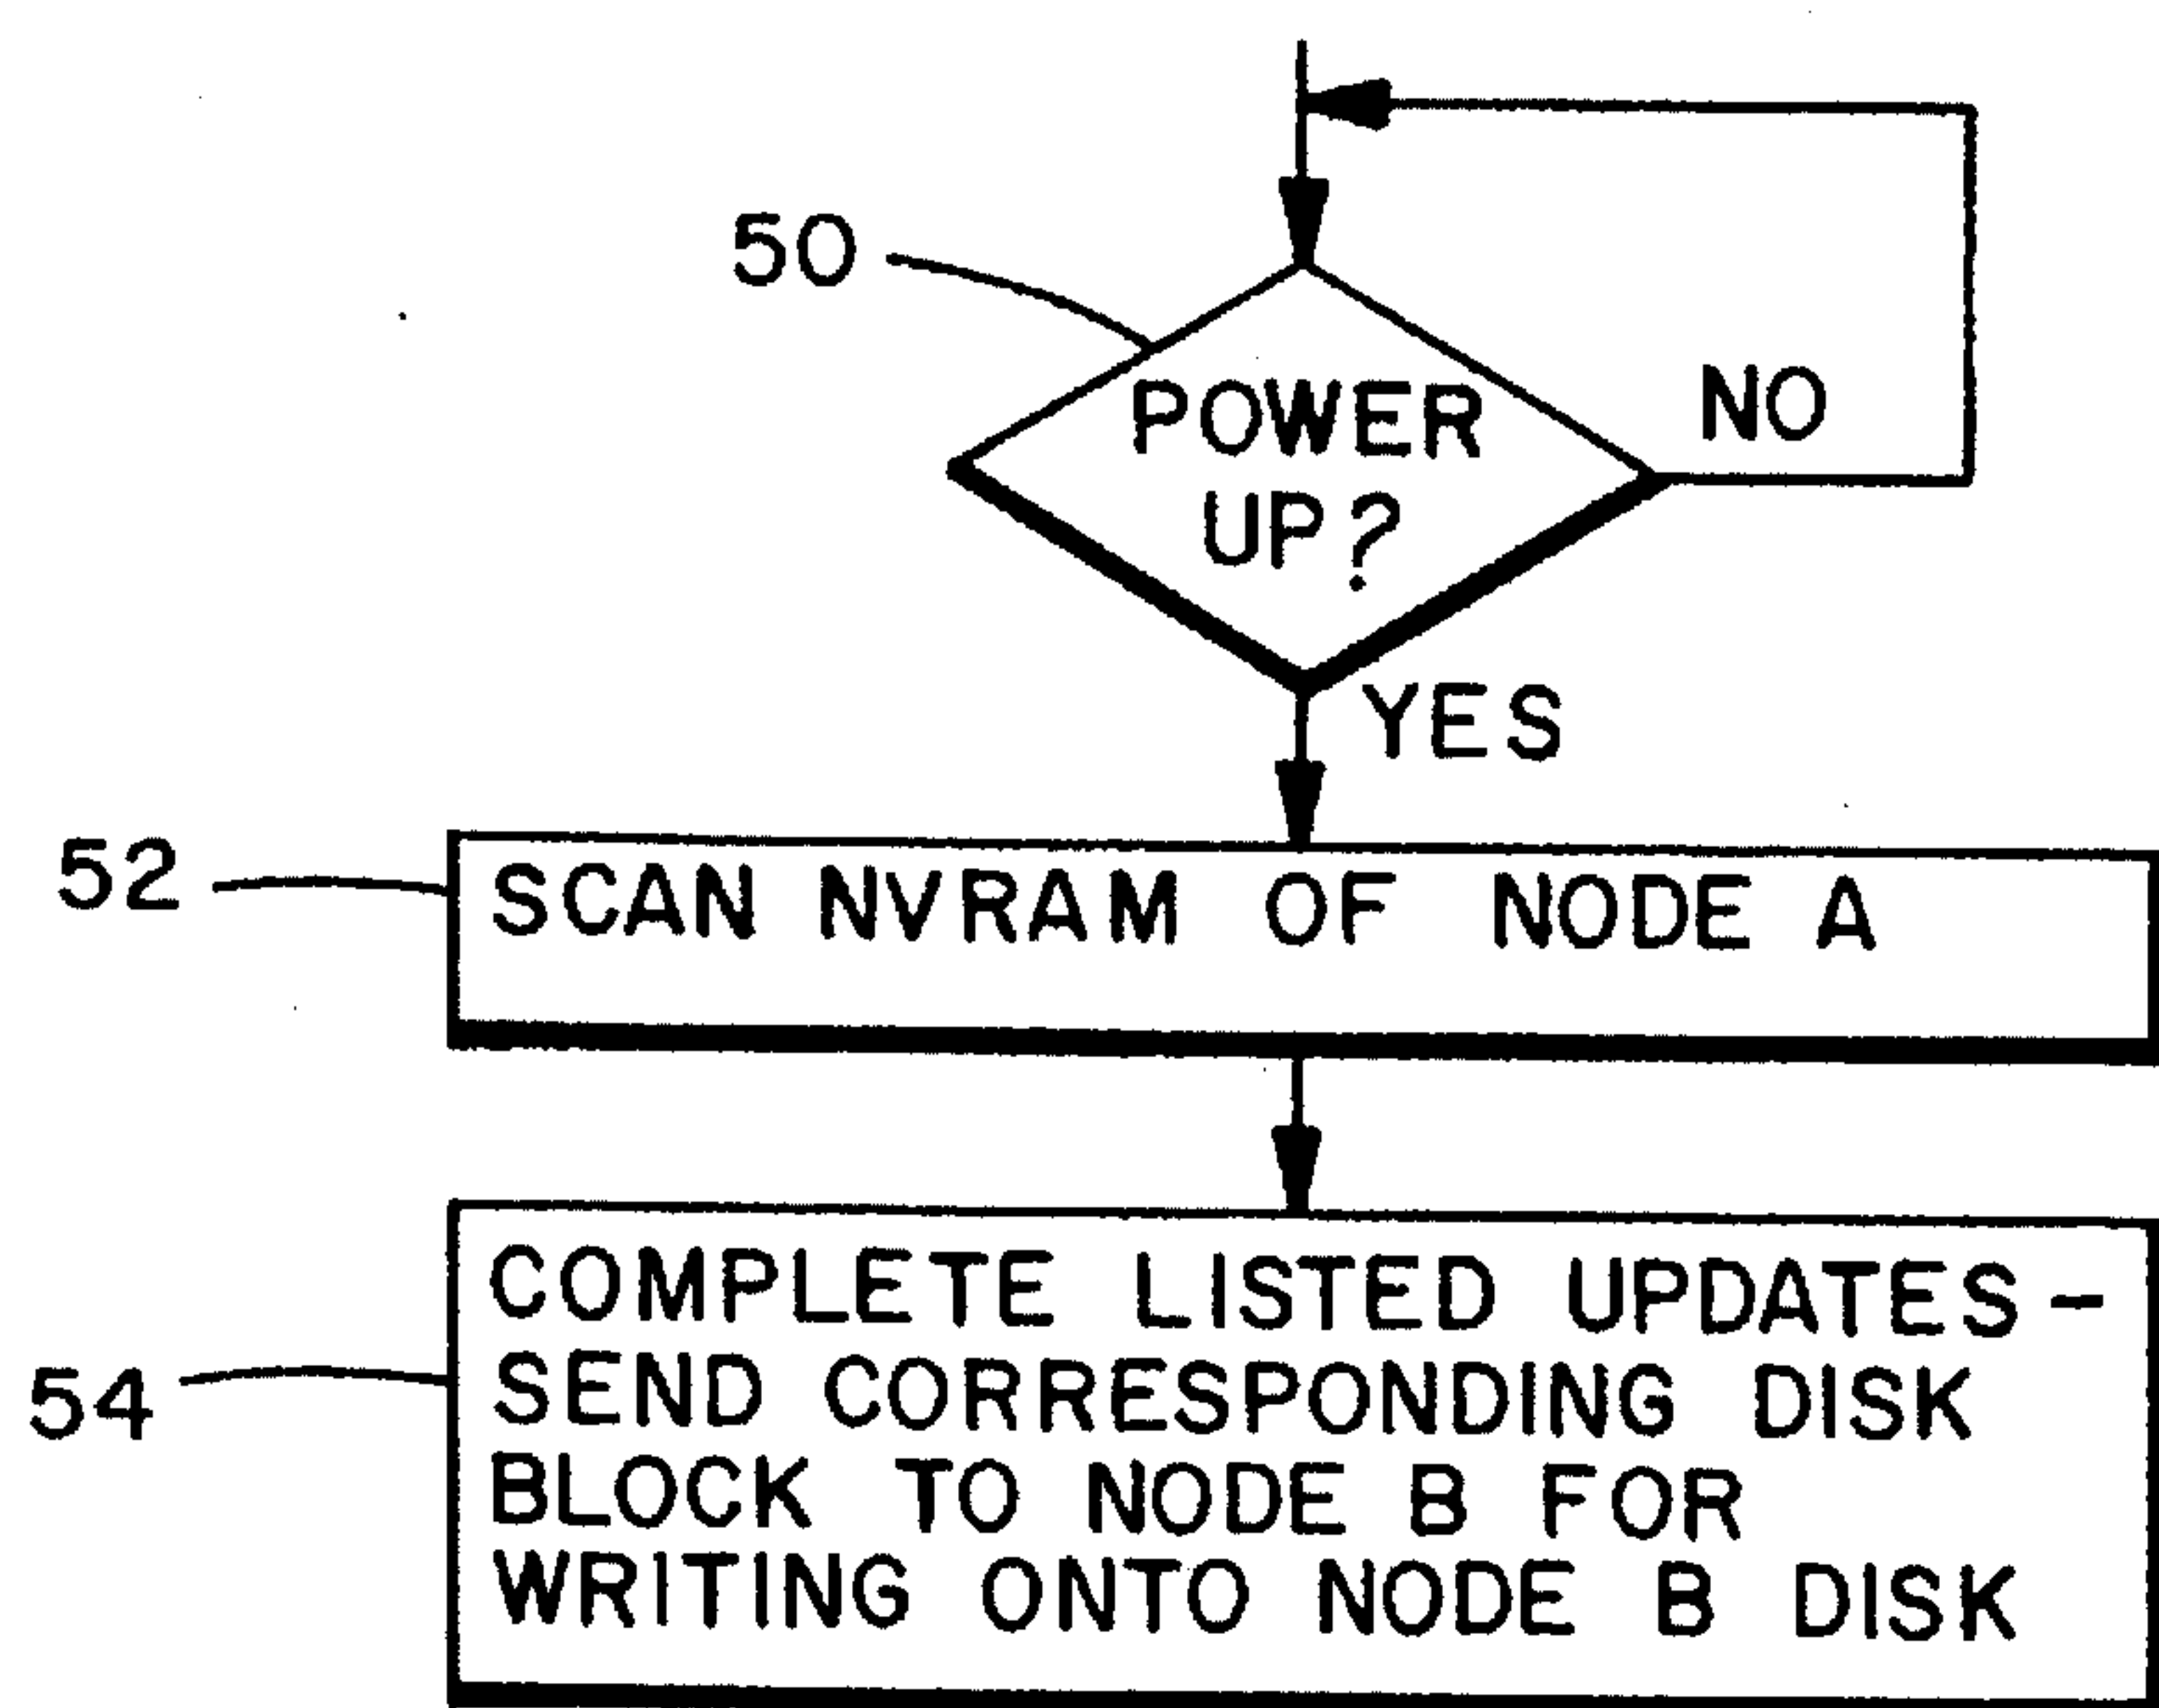 50
POWER
UP?
NO
YES
52
SCAN NVRAM OF NODE A
54
COMPLETE LISTED UPDATES-
SEND CORRESPONDING DISK
BLOCK TO NODE B FOR
WRITING ONTO NODE B DISK